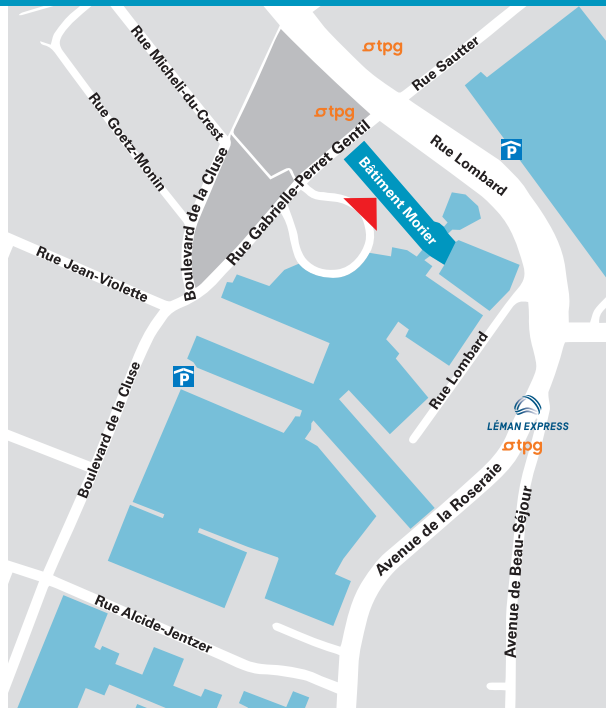 tpg
Rue Sautter
Rue Micheli-du-Crest
tpg
Rue Goetz-Monin
Rue Gabrielle-Perret Gentil
Rue Lombard
P
Boulevard de la Cluse
Bâtiment Morier
Rue Jean-Violette
Rue Lombard
P
Boulevard de la Cluse
LÉMAN EXPRESS
tpg
Avenue de la Roseraie
Avenue de Beau-Séjour
Rue Alcide-Jentzer